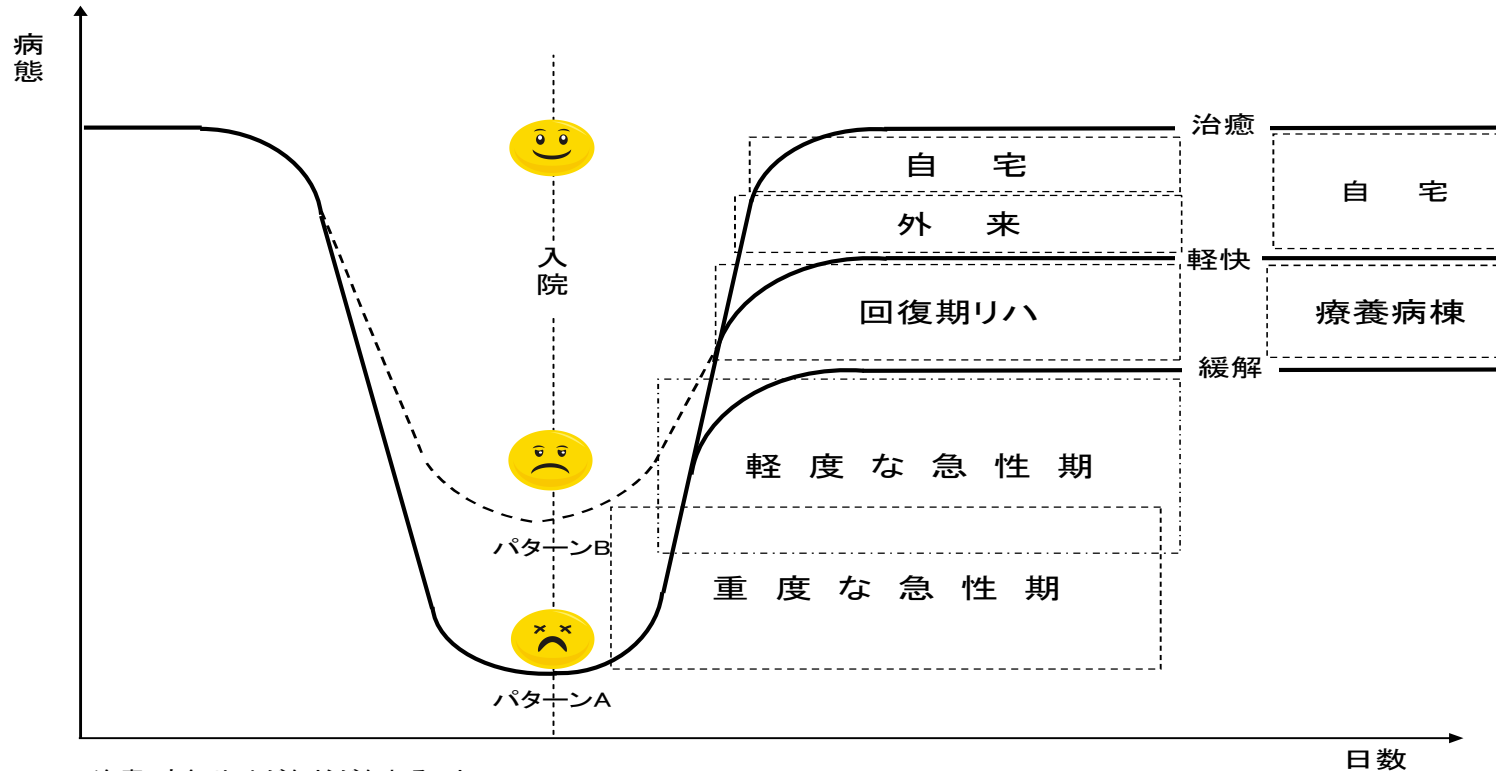 病態
治癒
自 宅
自 宅
外 来
入院
軽快
回復期リハ
療養病棟
緩解
軽 度 な 急 性 期
パターンB
重 度 な 急 性 期
パターンA
日数